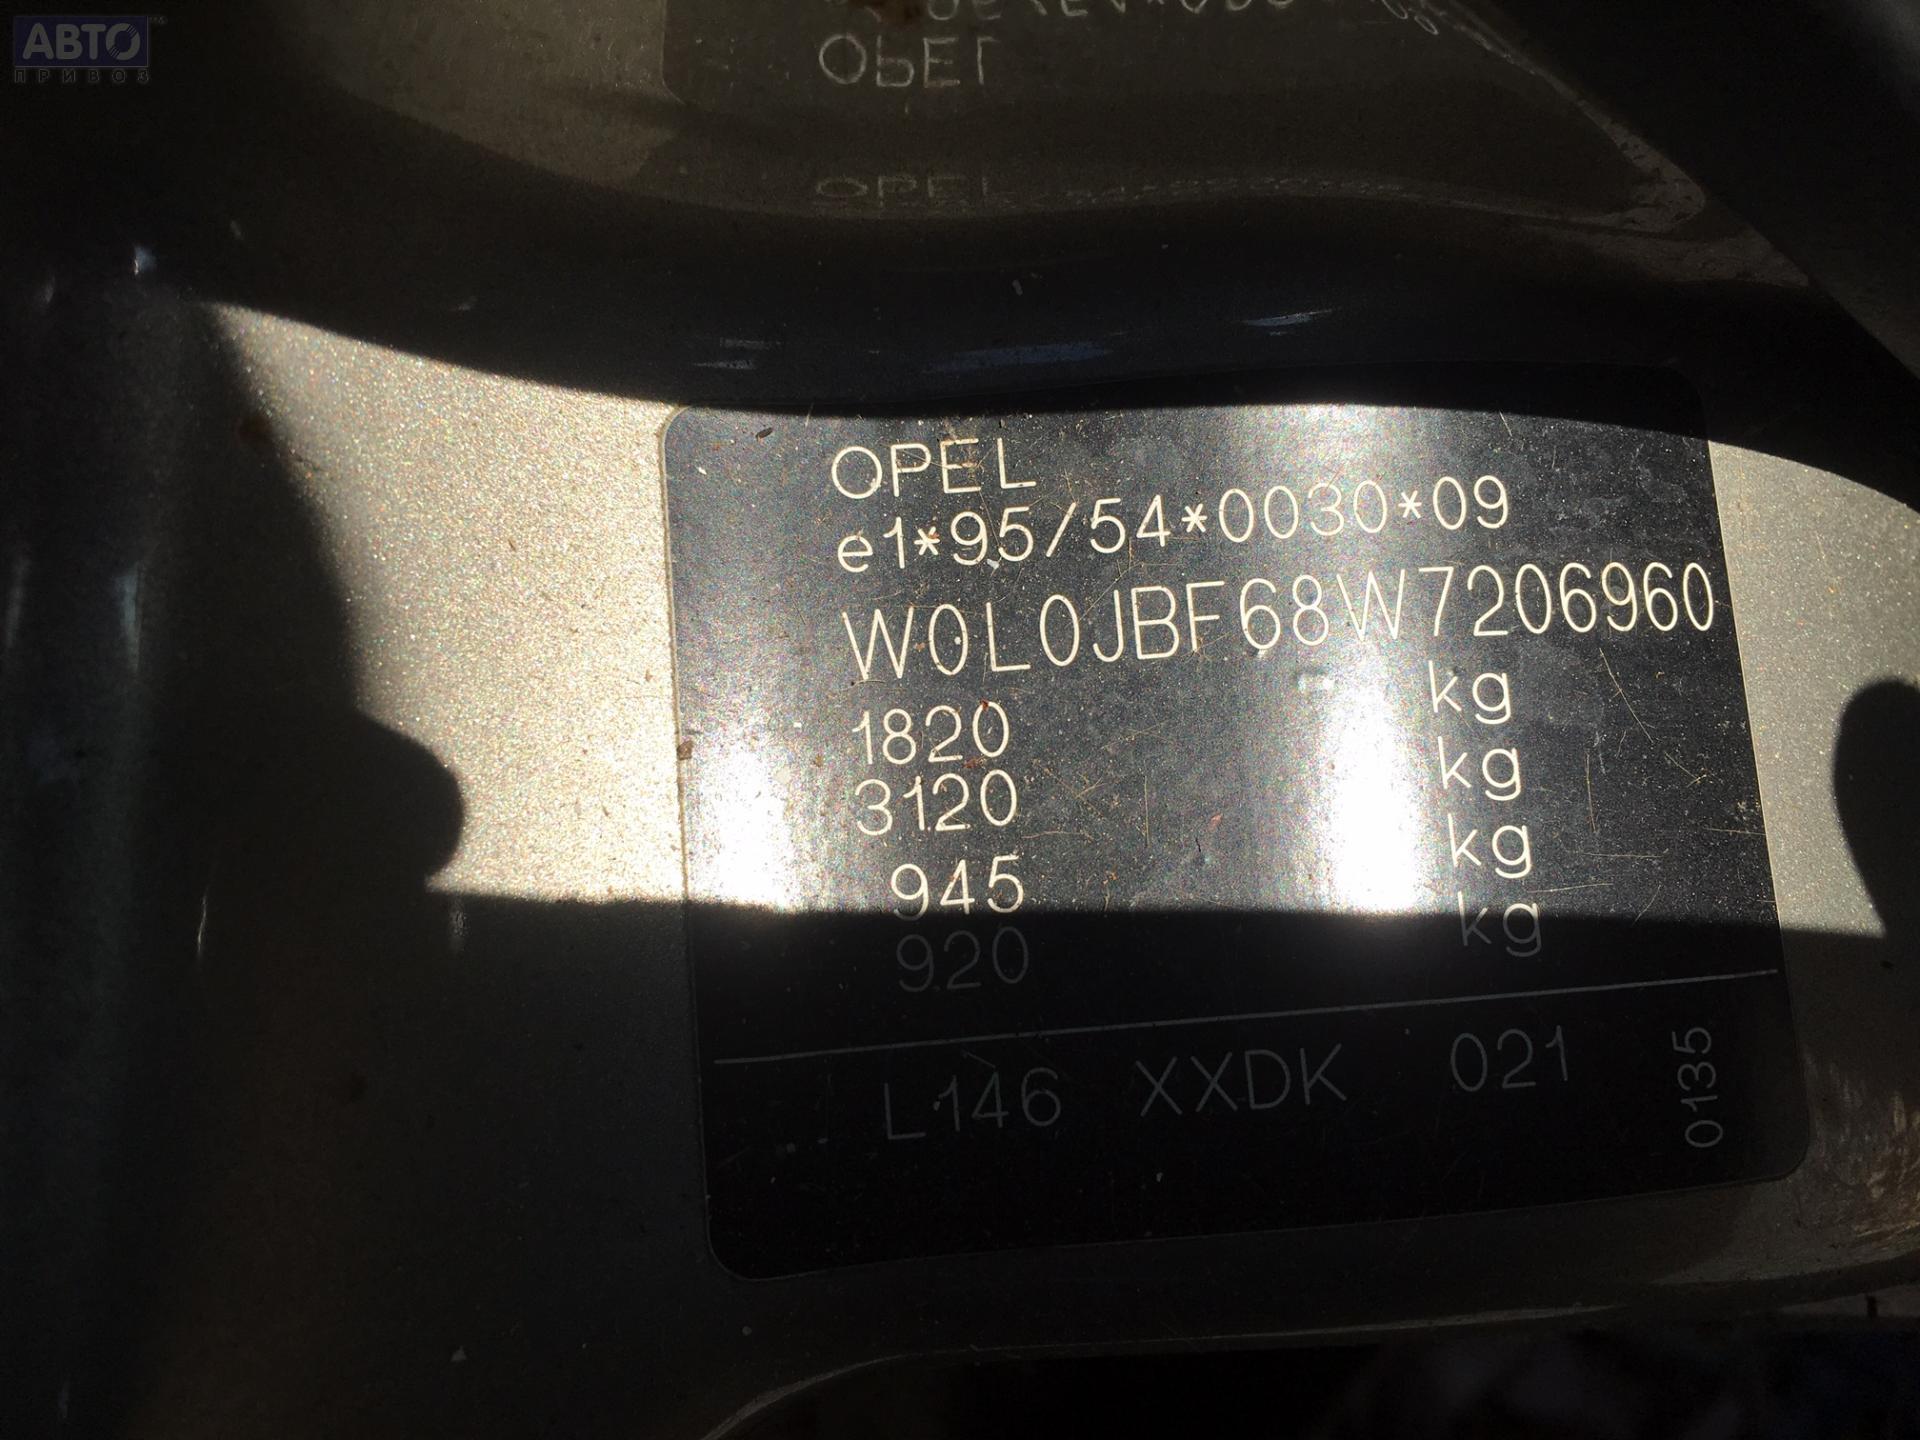 АВТО
ПРИВОЗ
OPEL
OPEL
OPEL
e1*95/54*0030*09
W0L0JBF68W7206960
1820 kg
3120 kg
945 kg
920 kg
L146 XXDK 021
0135